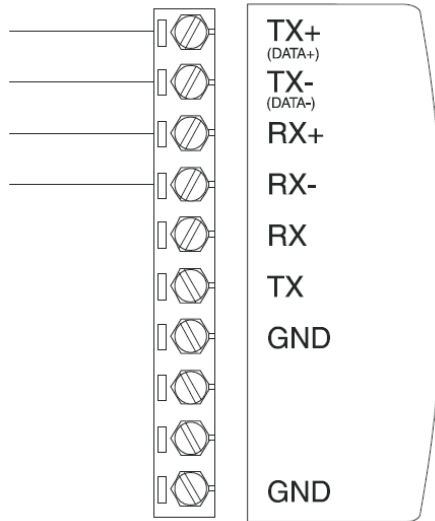 TX+
(DATA+)
TX-
(DATA-)
RX+
RX-
RX
TX
GND
GND